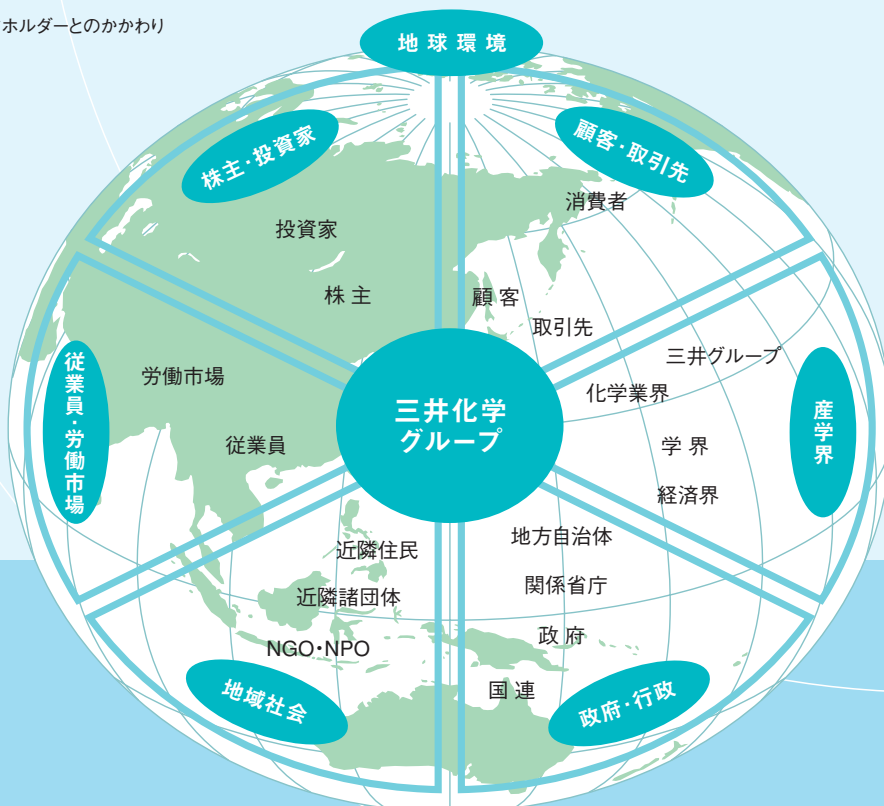 ホルダーとのかかわり
地球環境
株主・投資家
顧客・取引先
消費者
投資家
株主
顧客
取引先
従業員・労働市場
労働市場
従業員
三井化学
グループ
三井グループ
化学業界
学界
経済界
産学界
近隣住民
近隣諸団体
NGO・NPO
地域社会
地方自治体
関係省庁
政府
国連
政府・行政